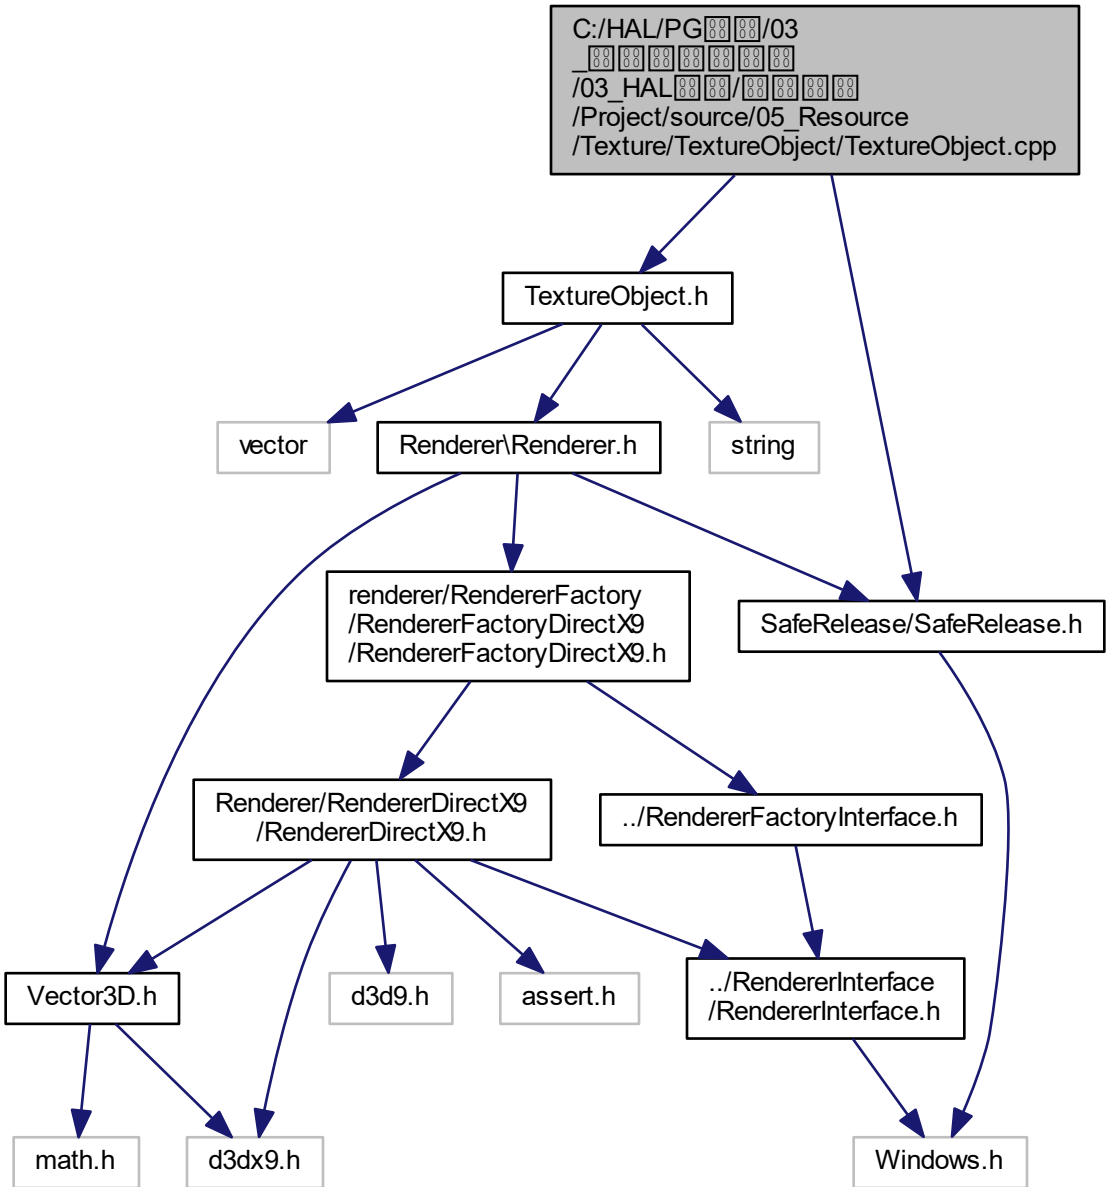 C:/HAL/PG/03
_
/03_HAL/
/Project/source/05_Resource
/Texture/TextureObject/TextureObject.cpp
TextureObject.h
vector
Renderer\Renderer.h
string
renderer/RendererFactory
/RendererFactoryDirectX9
/RendererFactoryDirectX9.h
SafeRelease/SafeRelease.h
Renderer/RendererDirectX9
/RendererDirectX9.h
../RendererFactoryInterface.h
Vector3D.h
d3d9.h
assert.h
../RendererInterface
/RendererInterface.h
math.h
d3dx9.h
Windows.h